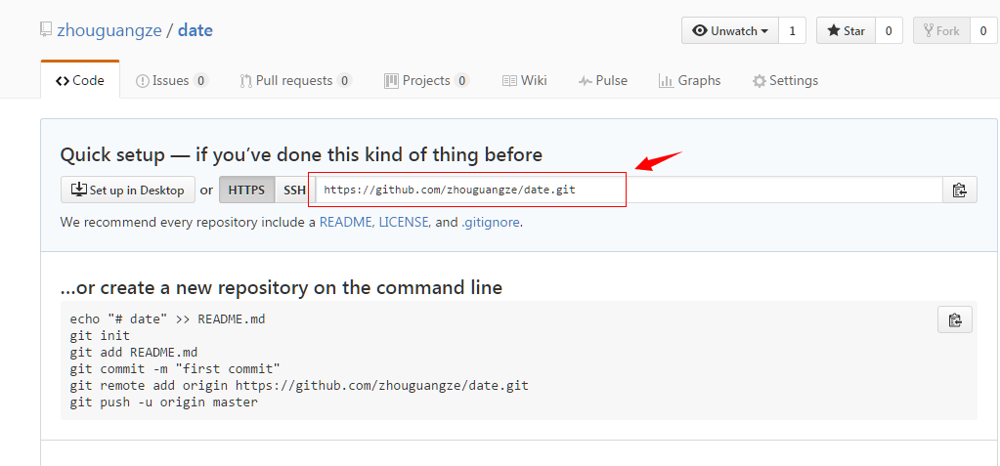 zhouguangze / date
Unwatch 1 Star 0 Fork 0
Code Issues 0 Pull requests 0 Projects 0 Wiki Pulse Graphs Settings
Quick setup — if you’ve done this kind of thing before
Set up in Desktop or HTTPS SSH https://github.com/zhouguangze/date.git
We recommend every repository include a README, LICENSE, and .gitignore.
…or create a new repository on the command line
echo "# date" >> README.md
git init
git add README.md
git commit -m "first commit"
git remote add origin https://github.com/zhouguangze/date.git
git push -u origin master